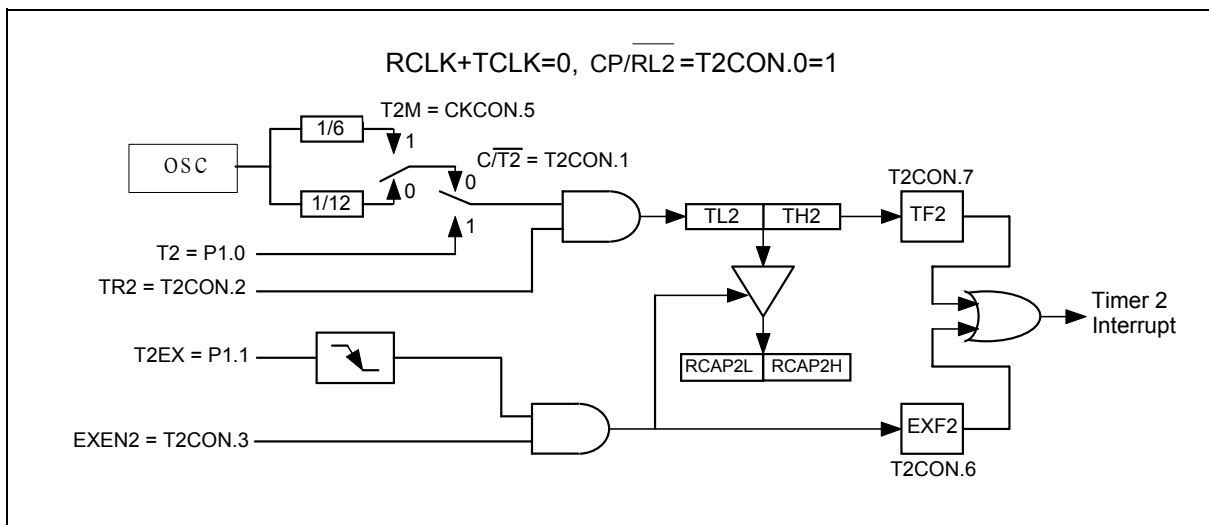 RCLK+TCLK=0, CP/RL2=T2CON.0=1
T2M = CKCON.5
1/6
1
OSC
C/T2 = T2CON.1
0
0
1/12
1
T2 = P1.0
TR2 = T2CON.2
TL2 TH2
T2CON.7
TF2
Timer 2
Interrupt
T2EX = P1.1
RCAP2L RCAP2H
EXEN2 = T2CON.3
EXF2
T2CON.6